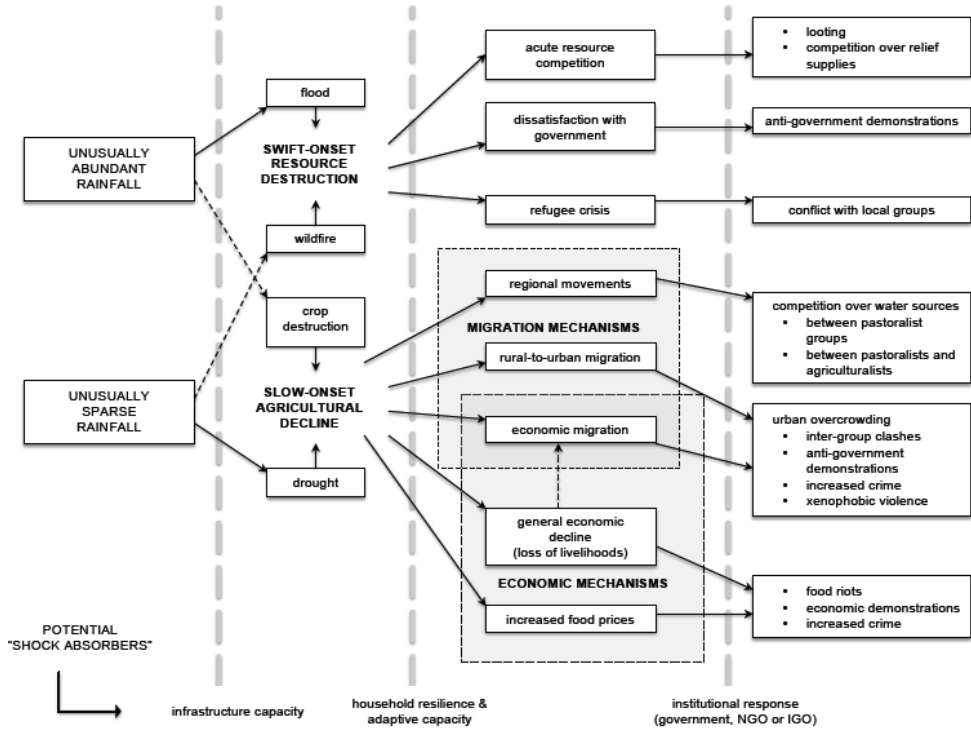 UNUSUALLY
ABUNDANT
RAINFALL
UNUSUALLY
SPARSE
RAINFALL
flood
SWIFT-ONSET
RESOURCE
DESTRUCTION
wildfire
crop
destruction
SLOW-ONSET
AGRICULTURAL
DECLINE
drought
acute resource
competition
dissatisfaction with
government
refugee crisis
regional movements
MIGRATION MECHANISMS
rural-to-urban migration
economic migration
general economic
decline
(loss of livelihoods)
ECONOMIC MECHANISMS
increased food prices
▪ looting
▪ competition over relief
supplies
anti-government demonstrations
conflict with local groups
competition over water sources
▪ between pastoralist
groups
▪ between pastoralists and
agriculturalists
urban overcrowding
▪ inter-group clashes
▪ anti-government
demonstrations
▪ increased crime
▪ xenophobic violence
▪ food riots
▪ economic demonstrations
▪ increased crime
POTENTIAL
"SHOCK ABSORBERS"
infrastructure capacity
household resilience &
adaptive capacity
institutional response
(government, NGO or IGO)